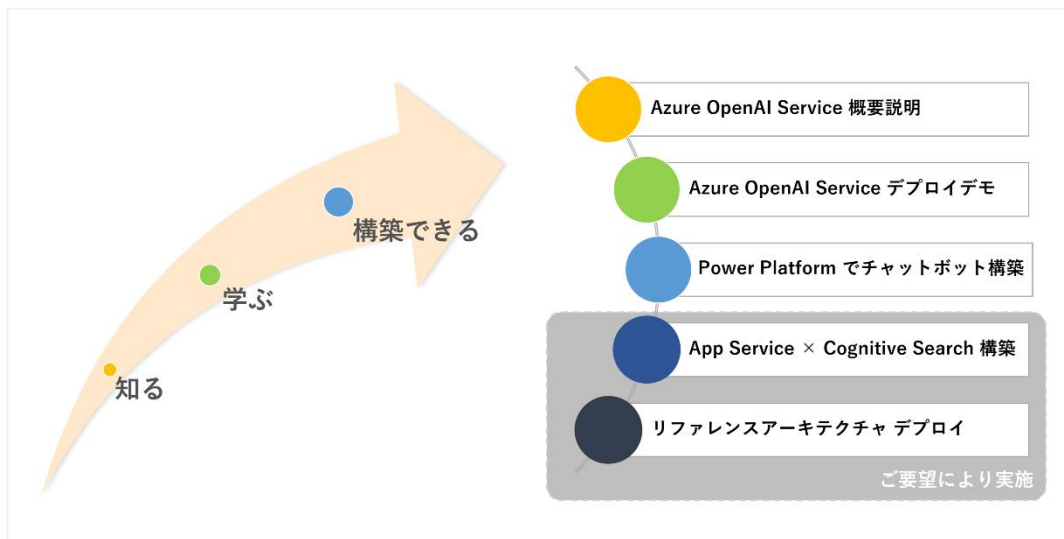 知る
学ぶ
構築できる
Azure OpenAI Service 概要説明
Azure OpenAI Service デプロイデモ
Power Platform でチャットボット構築
App Service × Cognitive Search 構築
リファレンスアーキテクチャ デプロイ
ご要望により実施